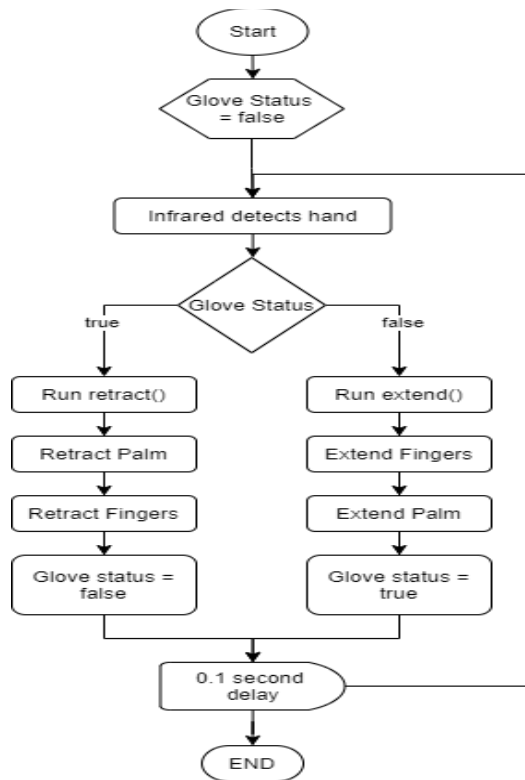 Start
Glove Status
= false
Infrared detects hand
Glove Status
true
false
Run retract()
Run extend()
Retract Palm
Extend Fingers
Retract Fingers
Extend Palm
Glove status =
false
Glove status =
true
0.1 second
delay
END